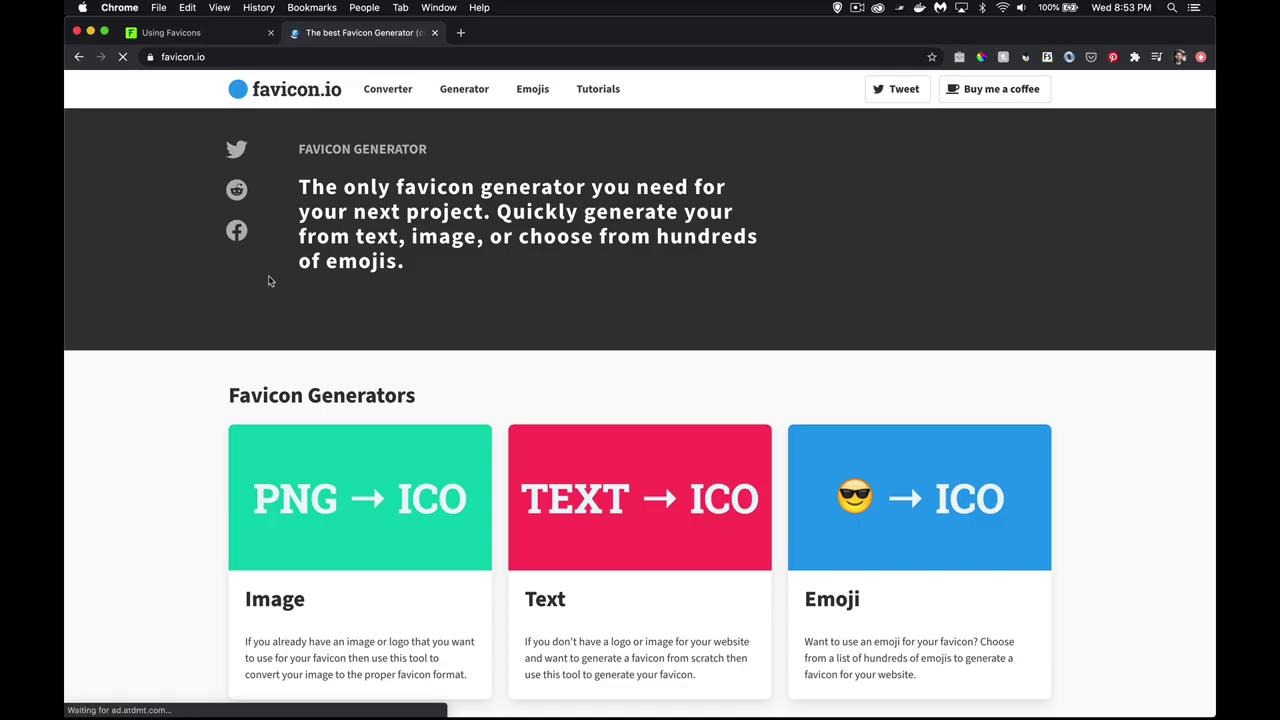 Chrome File Edit View History Bookmarks People Tab Window Help 100% Wed 8:53 PM
Using Favicons The best Favicon Generator (c
favicon.io
favicon.io Converter Generator Emojis Tutorials Tweet Buy me a coffee
FAVICON GENERATOR
The only favicon generator you need for
your next project. Quickly generate your
from text, image, or choose from hundreds
of emojis.
Favicon Generators
PNG → ICO
TEXT → ICO
😎 → ICO
Image
If you already have an image or logo that you want
to use for your favicon then use this tool to
convert your image to the proper favicon format.
Text
If you don't have a logo or image for your website
and want to generate a favicon from scratch then
use this tool to generate your favicon.
Emoji
Want to use an emoji for your favicon? Choose
from a list of hundreds of emojis to generate a
favicon for your website.
Waiting for ad.atdmt.com...